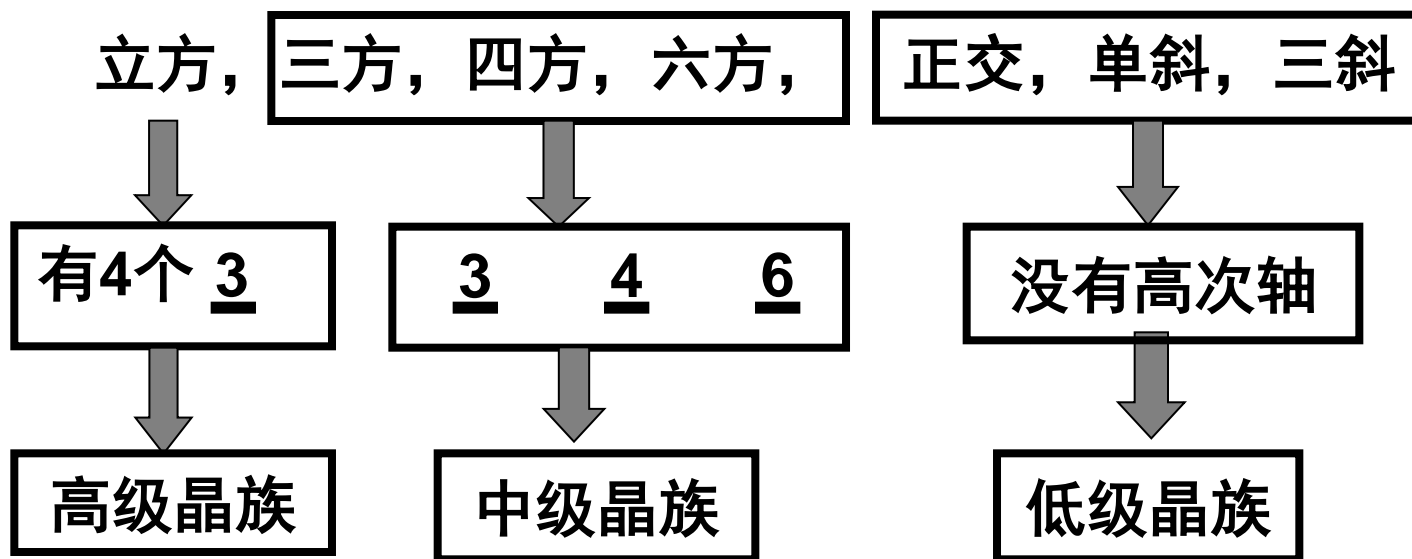 立方，三方，四方，六方，正交，单斜，三斜
有4个 3 3 4 6 没有高次轴
高级晶族 中级晶族 低级晶族